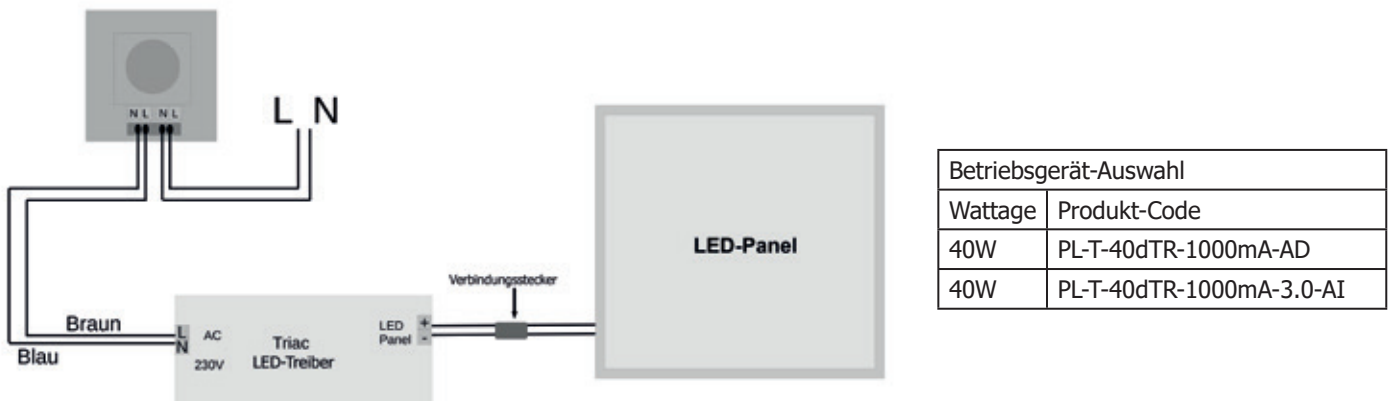 N L N L
L N
Braun
Blau
L
N
AC
230V
Triac
LED-Treiber
LED
Panel
+
-
Verbindungsstecker
LED-Panel
Betriebsgerät-Auswahl
Wattage Produkt-Code
40W PL-T-40dTR-1000mA-AD
40W PL-T-40dTR-1000mA-3.0-AI